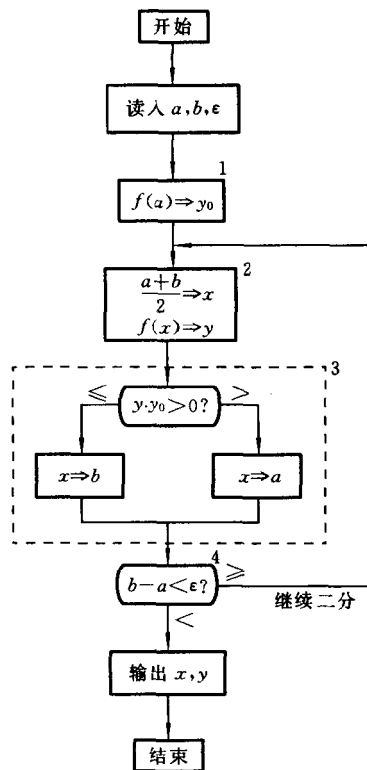 开始
读入 a,b,ε
1
f(a)⇒y₀
2
a+b
2
⇒x
f(x)⇒y
3
≤
y·y₀>0?
>
x⇒b
x⇒a
4
b−a<ε?
≥
继续二分
<
输出 x,y
结束